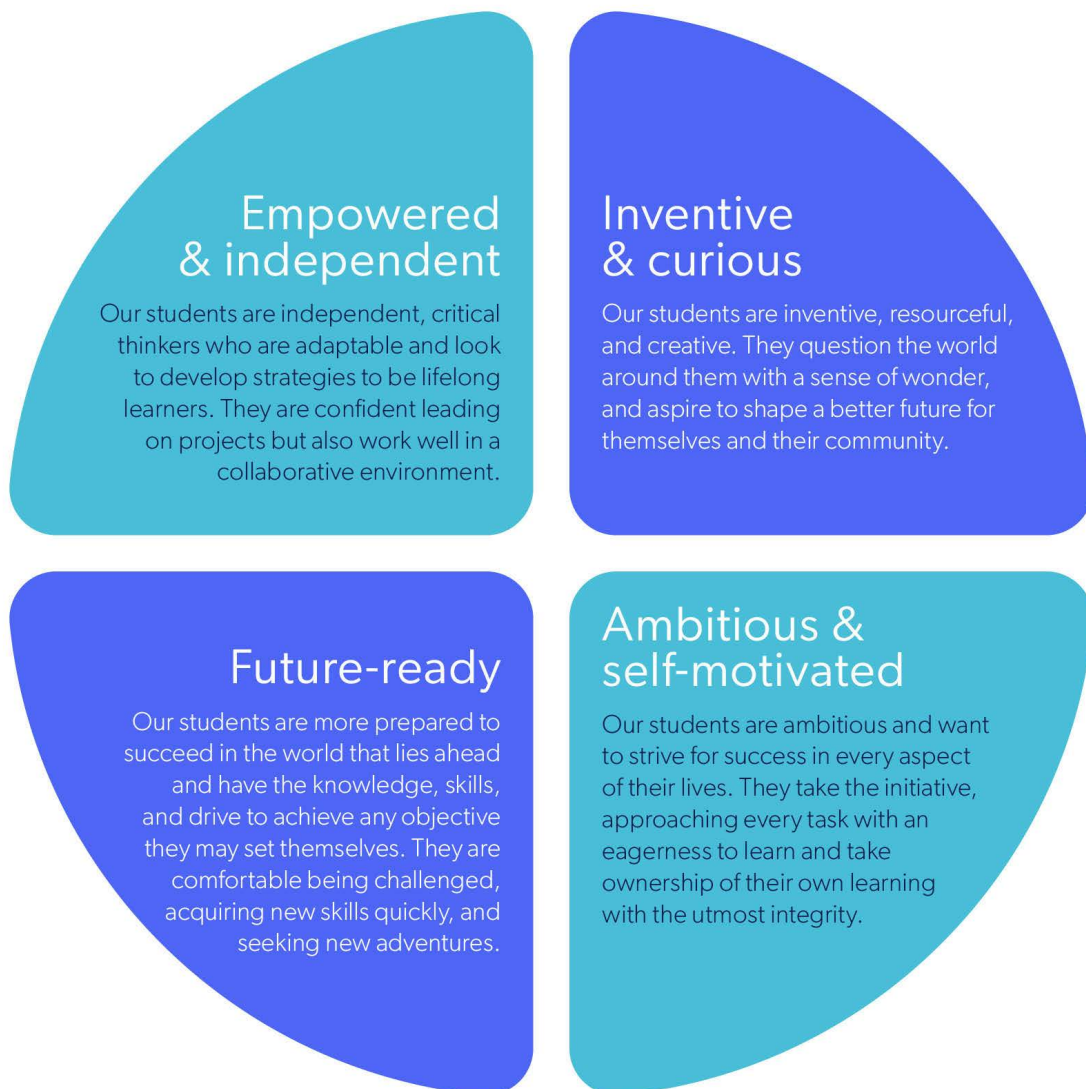 Empowered
& independent
Our students are independent, critical
thinkers who are adaptable and look
to develop strategies to be lifelong
learners. They are confident leading
on projects but also work well in a
collaborative environment.
Inventive
& curious
Our students are inventive, resourceful,
and creative. They question the world
around them with a sense of wonder,
and aspire to shape a better future for
themselves and their community.
Future-ready
Our students are more prepared to
succeed in the world that lies ahead
and have the knowledge, skills,
and drive to achieve any objective
they may set themselves. They are
comfortable being challenged,
acquiring new skills quickly, and
seeking new adventures.
Ambitious &
self-motivated
Our students are ambitious and want
to strive for success in every aspect
of their lives. They take the initiative,
approaching every task with an
eagerness to learn and take
ownership of their own learning
with the utmost integrity.